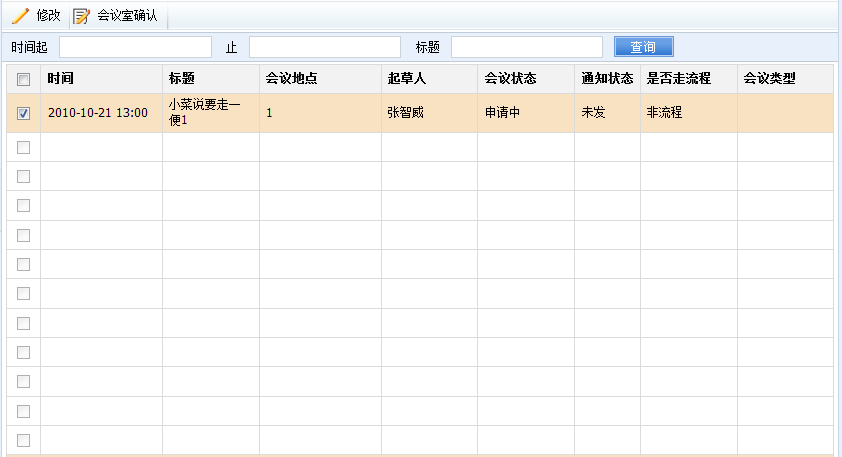 修改 会议室确认
时间起 止 标题 查询
时间 标题 会议地点 起草人 会议状态 通知状态 是否走流程 会议类型
2010-10-21 13:00 小菜说要走一 1 张智威 申请中 未发 非流程
便1